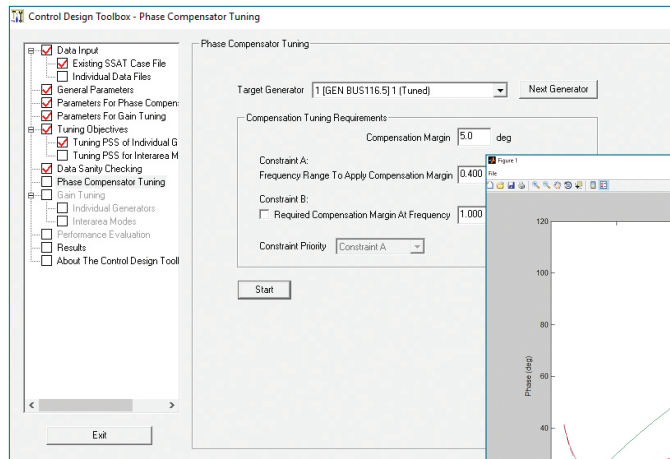 Control Design Toolbox - Phase Compensator Tuning
Data Input
Existing SSAT Case File
Individual Data Files
General Parameters
Parameters For Phase Compen
Parameters For Gain Tuning
Tuning Objectives
Tuning PSS of Individual G
Tuning PSS for Interarea M
Data Sanity Checking
Phase Compensator Tuning
Gain Tuning
Individual Generators
Interarea Modes
Performance Evaluation
Results
About The Control Design Tooll
Exit
Phase Compensator Tuning
Target Generator 1 [GEN BUS116.5] 1 (Tuned) Next Generator
Compensation Tuning Requirements
Compensation Margin 5.0 deg
Constraint A:
Frequency Range To Apply Compensation Margin 0.400
Constraint B:
Required Compensation Margin At Frequency 1.000
Constraint Priority Constraint A
Start
Figure 1
File
120
100
80
60
40
Phase (deg)